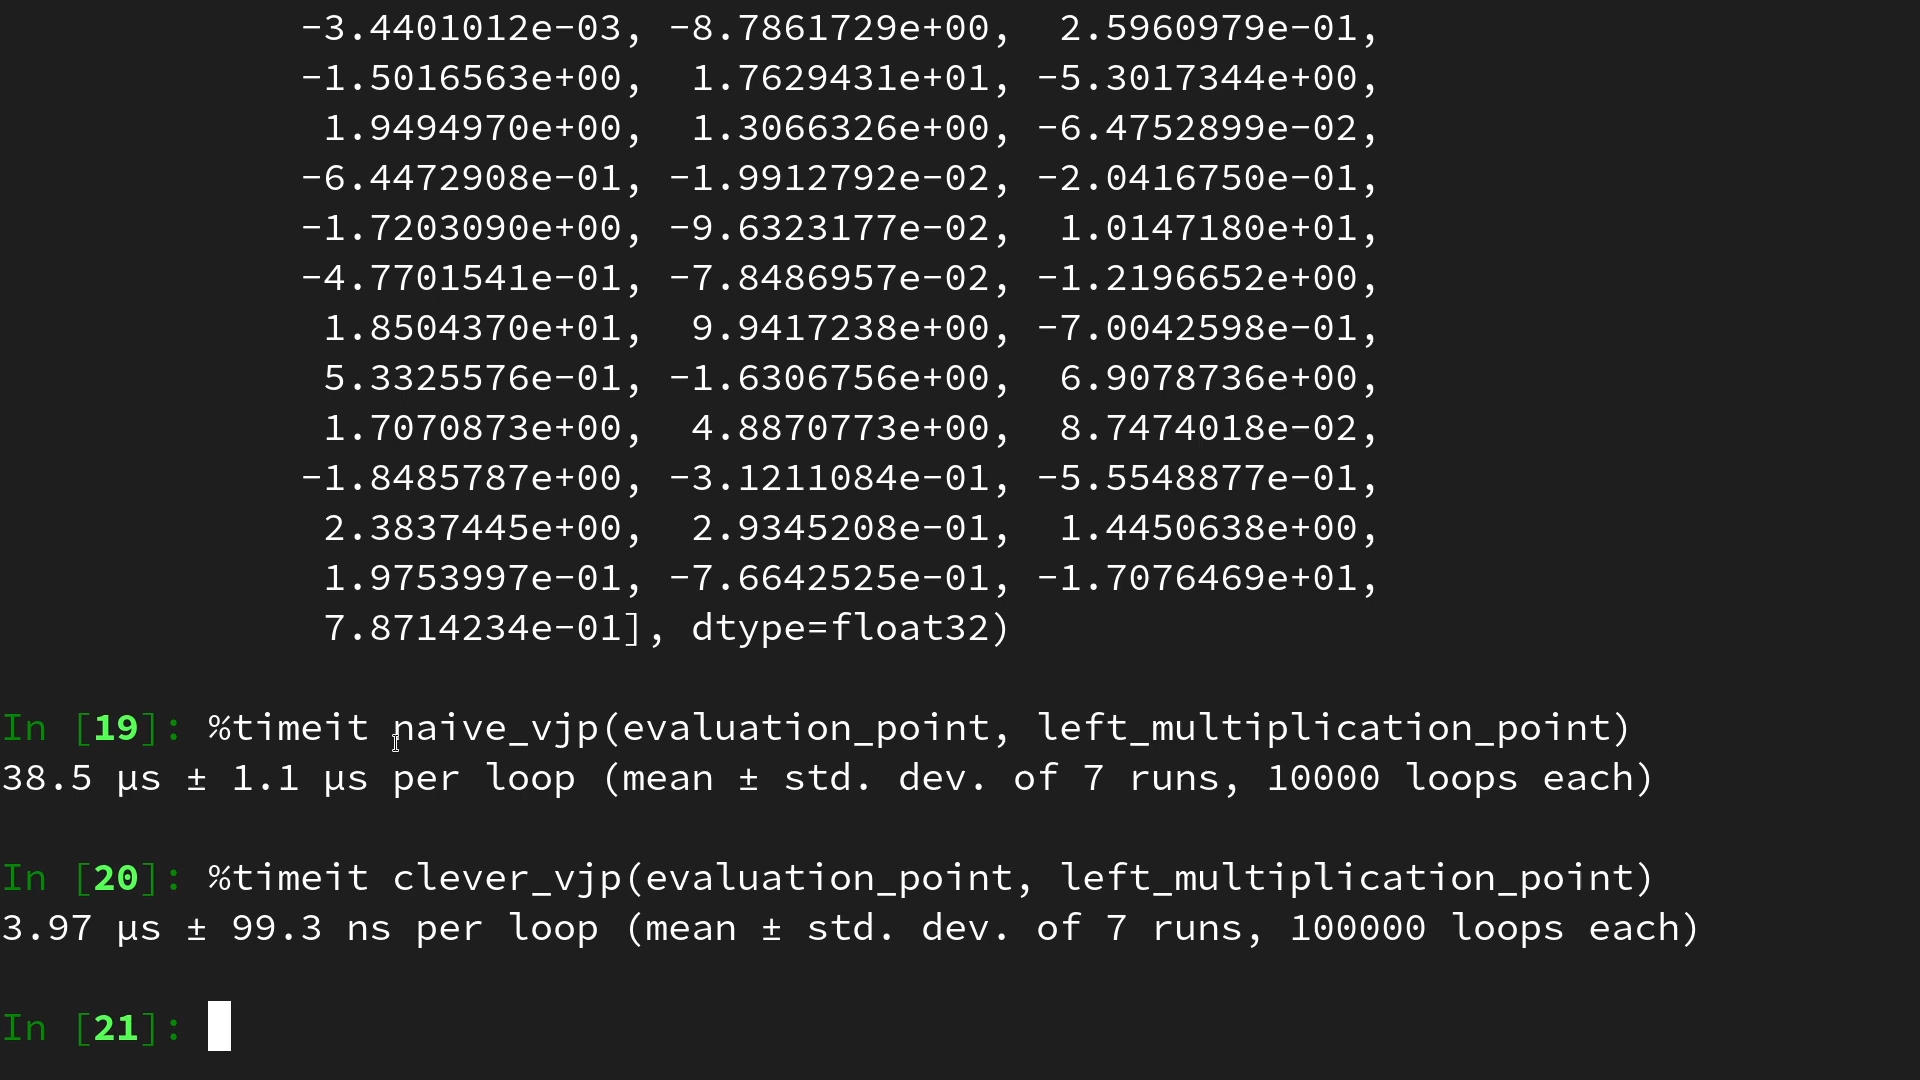 -3.4401012e-03, -8.7861729e+00,  2.5960979e-01,
-1.5016563e+00,  1.7629431e+01, -5.3017344e+00,
1.9494970e+00,  1.3066326e+00, -6.4752899e-02,
-6.4472908e-01, -1.9912792e-02, -2.0416750e-01,
-1.7203090e+00, -9.6323177e-02,  1.0147180e+01,
-4.7701541e-01, -7.8486957e-02, -1.2196652e+00,
1.8504370e+01,  9.9417238e+00, -7.0042598e-01,
5.3325576e-01, -1.6306756e+00,  6.9078736e+00,
1.7070873e+00,  4.8870773e+00,  8.7474018e-02,
-1.8485787e+00, -3.1211084e-01, -5.5548877e-01,
2.3837445e+00,  2.9345208e-01,  1.4450638e+00,
1.9753997e-01, -7.6642525e-01, -1.7076469e+01,
7.8714234e-01], dtype=float32)
In [19]: %timeit naive_vjp(evaluation_point, left_multiplication_point)
38.5 µs ± 1.1 µs per loop (mean ± std. dev. of 7 runs, 10000 loops each)
In [20]: %timeit clever_vjp(evaluation_point, left_multiplication_point)
3.97 µs ± 99.3 ns per loop (mean ± std. dev. of 7 runs, 100000 loops each)
In [21]: